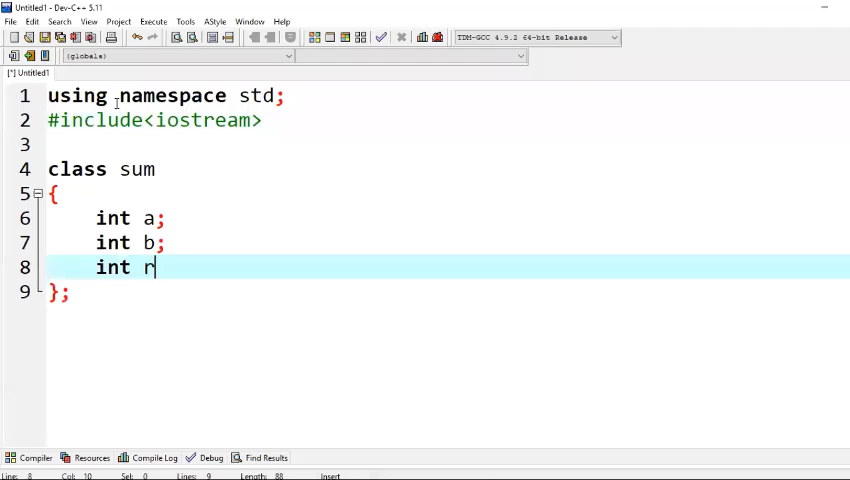 Untitled1 - Dev-C++ 5.11
File Edit Search View Project Execute Tools AStyle Window Help
TDM-GCC 4.9.2 64-bit Release
(globals)
[*] Untitled1
1 using namespace std;
2 #include<iostream>
3
4 class sum
5 {
6 int a;
7 int b;
8 int r
9 };
Compiler Resources Compile Log Debug Find Results
Line: 8 Col: 10 Sel: 0 Lines: 9 Length: 88 Insert